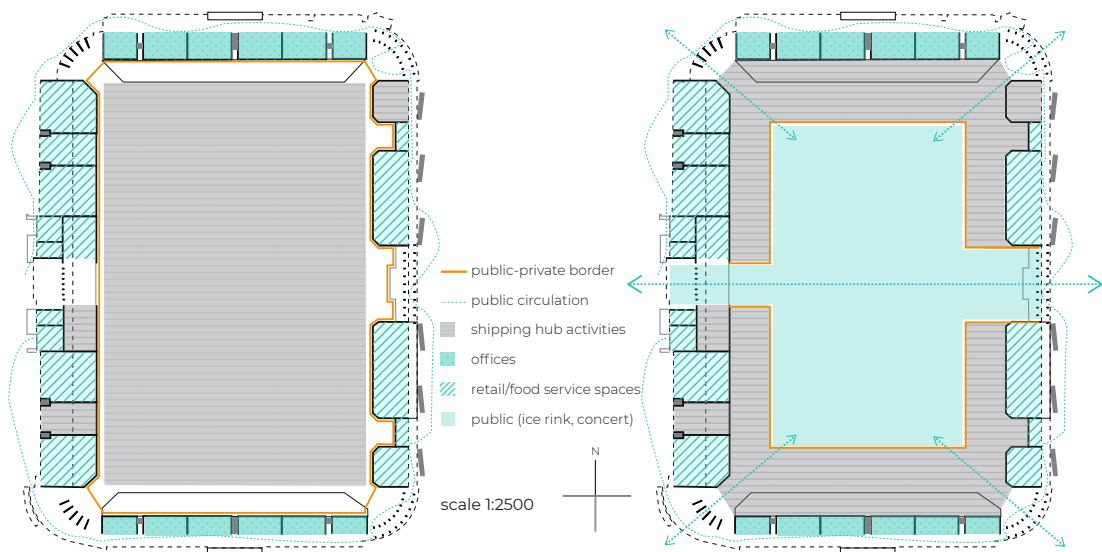 public-private border
public circulation
shipping hub activities
offices
retail/food service spaces
public (ice rink, concert)
N
scale 1:2500